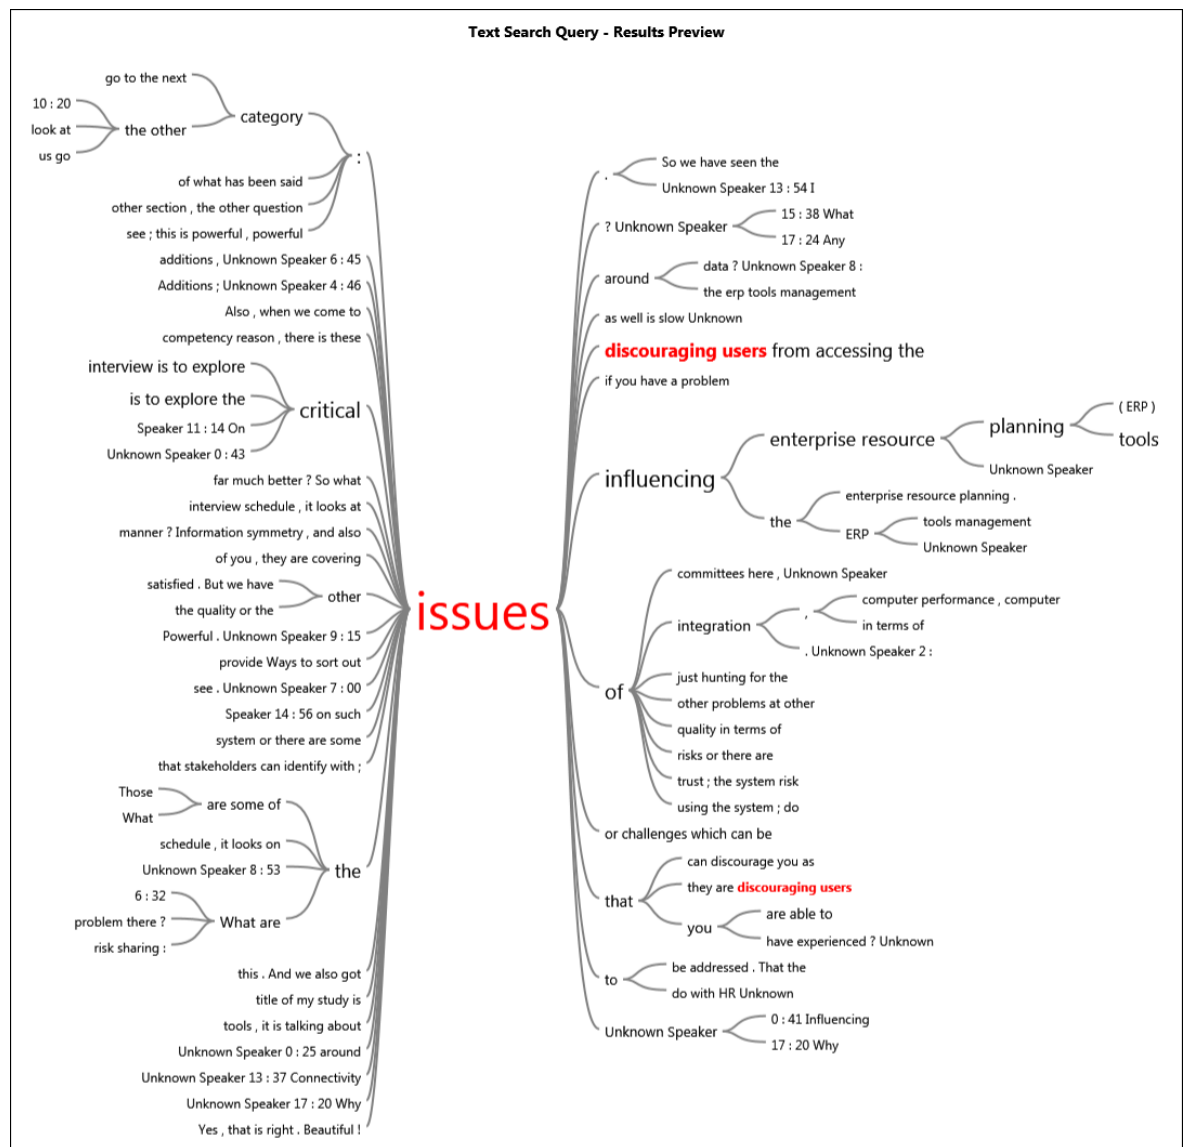 Text Search Query - Results Preview
go to the next
10 : 20
look at
us go
the other
category
:
of what has been said
other section , the other question
see ; this is powerful , powerful
additions , Unknown Speaker 6 : 45
Additions ; Unknown Speaker 4 : 46
Also , when we come to
competency reason , there is these
interview is to explore
is to explore the
Speaker 11 : 14 On
Unknown Speaker 0 : 43
critical
far much better ? So what
interview schedule , it looks at
manner ? Information symmetry , and also
of you , they are covering
satisfied . But we have
the quality or the
other
Powerful . Unknown Speaker 9 : 15
provide Ways to sort out
see . Unknown Speaker 7 : 00
Speaker 14 : 56 on such
system or there are some
that stakeholders can identify with ;
Those
What
are some of
schedule , it looks on
Unknown Speaker 8 : 53
the
6 : 32
problem there ?
risk sharing :
What are
this . And we also got
title of my study is
tools , it is talking about
Unknown Speaker 0 : 25 around
Unknown Speaker 13 : 37 Connectivity
Unknown Speaker 17 : 20 Why
Yes , that is right . Beautiful !
issues
.
So we have seen the
Unknown Speaker 13 : 54 I
? Unknown Speaker
15 : 38 What
17 : 24 Any
around
data ? Unknown Speaker 8 :
the erp tools management
as well is slow Unknown
discouraging users from accessing the
if you have a problem
influencing
enterprise resource
planning
( ERP )
tools
Unknown Speaker
the
enterprise resource planning .
ERP
tools management
Unknown Speaker
of
committees here , Unknown Speaker
integration
,
computer performance , computer
in terms of
. Unknown Speaker 2 :
just hunting for the
other problems at other
quality in terms of
risks or there are
trust ; the system risk
using the system ; do
or challenges which can be
that
can discourage you as
they are discouraging users
you
are able to
have experienced ? Unknown
to
be addressed . That the
do with HR Unknown
Unknown Speaker
0 : 41 Influencing
17 : 20 Why